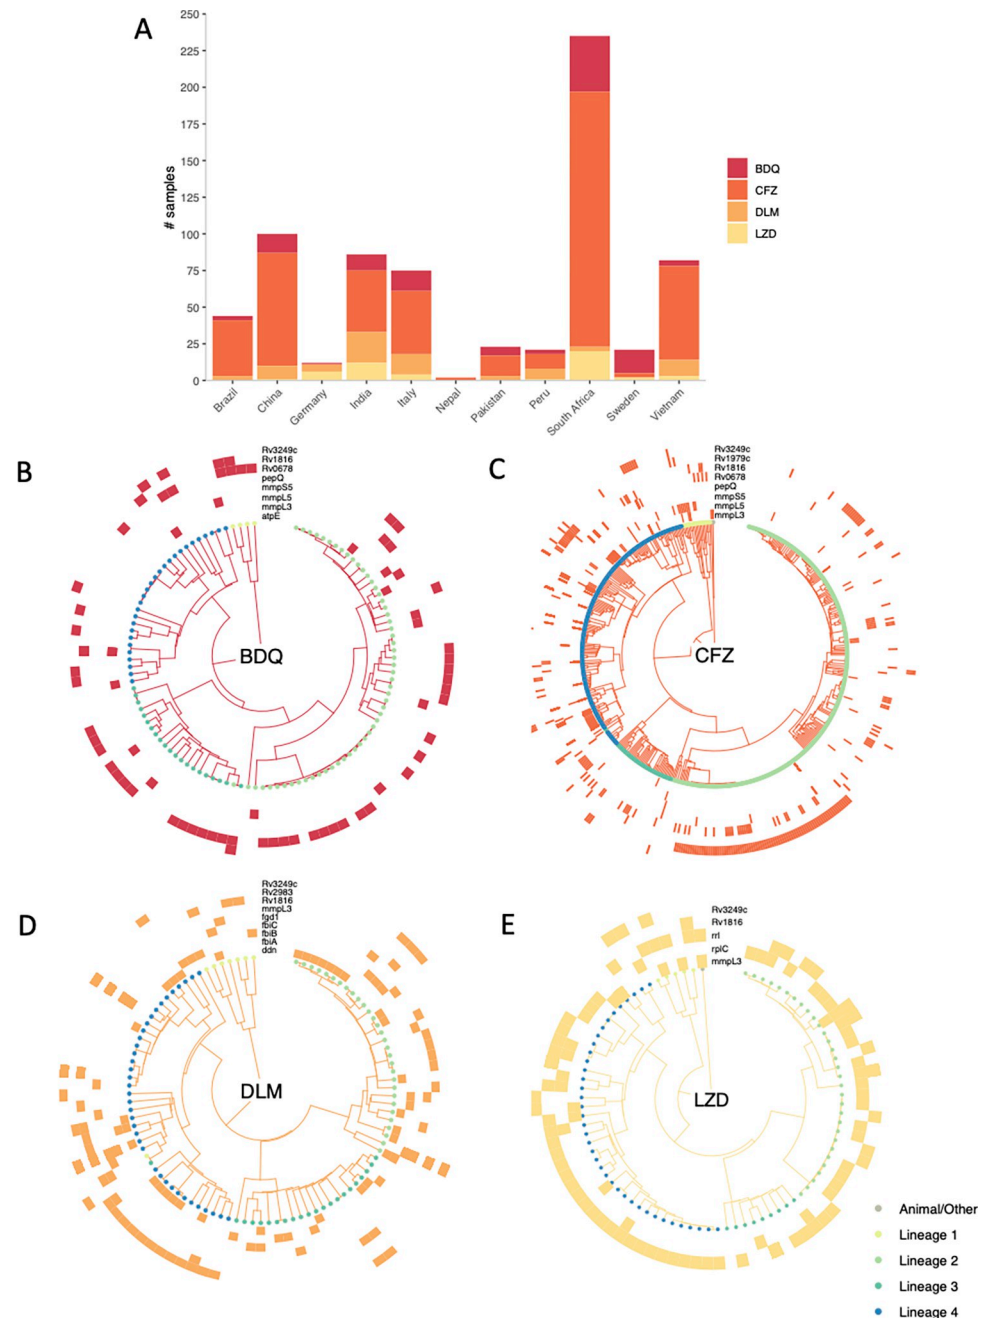 A
250
225
200
175
150
125
100
75
50
25
0
# samples
Brazil
China
Germany
India
Italy
Nepal
Pakistan
Peru
South Africa
Sweden
Vietnam
BDQ
CFZ
DLM
LZD
B
Rv3249c
Rv1816
Rv0678
pepQ
mmpS5
mmpL5
mmpL3
atpE
BDQ
C
Rv3249c
Rv1979c
Rv1816
Rv0678
pepQ
mmpS5
mmpL5
mmpL3
CFZ
D
Rv3249c
Rv2983
Rv1816
mmpL3
fgd1
fbiC
fbiB
fbiA
ddn
DLM
E
Rv3249c
Rv1816
rrl
rplC
mmpL3
LZD
Animal/Other
Lineage 1
Lineage 2
Lineage 3
Lineage 4